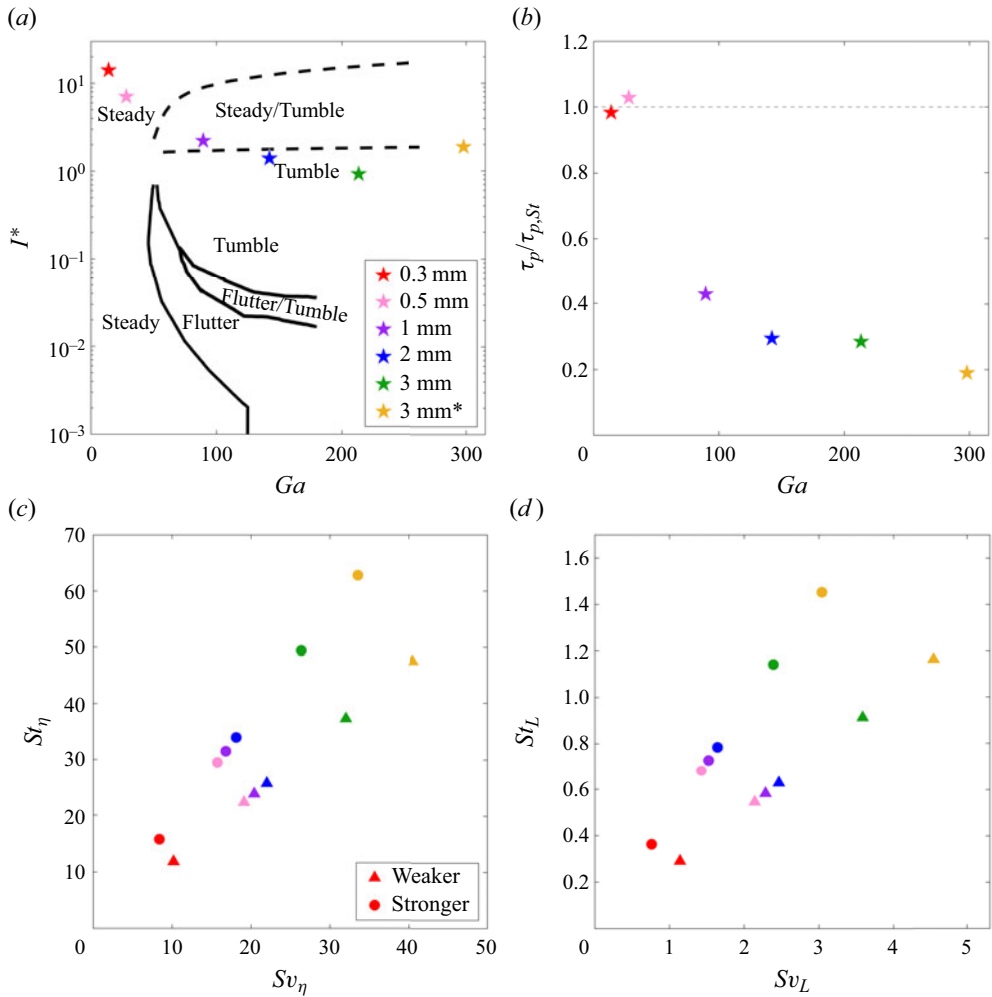 (a)
I*
10¹
10⁰
10⁻¹
10⁻²
10⁻³
Steady
Steady/Tumble
Tumble
Tumble
Flutter/Tumble
Steady
Flutter
0.3 mm
0.5 mm
1 mm
2 mm
3 mm
3 mm*
0 100 200 300
Ga
(b)
τp/τp,St
1.2
1.0
0.8
0.6
0.4
0.2
0 100 200 300
Ga
(c)
Stη
70
60
50
40
30
20
10
Weaker
Stronger
0 10 20 30 40 50
Svη
(d)
StL
1.6
1.4
1.2
1.0
0.8
0.6
0.4
0.2
0 1 2 3 4 5
SvL